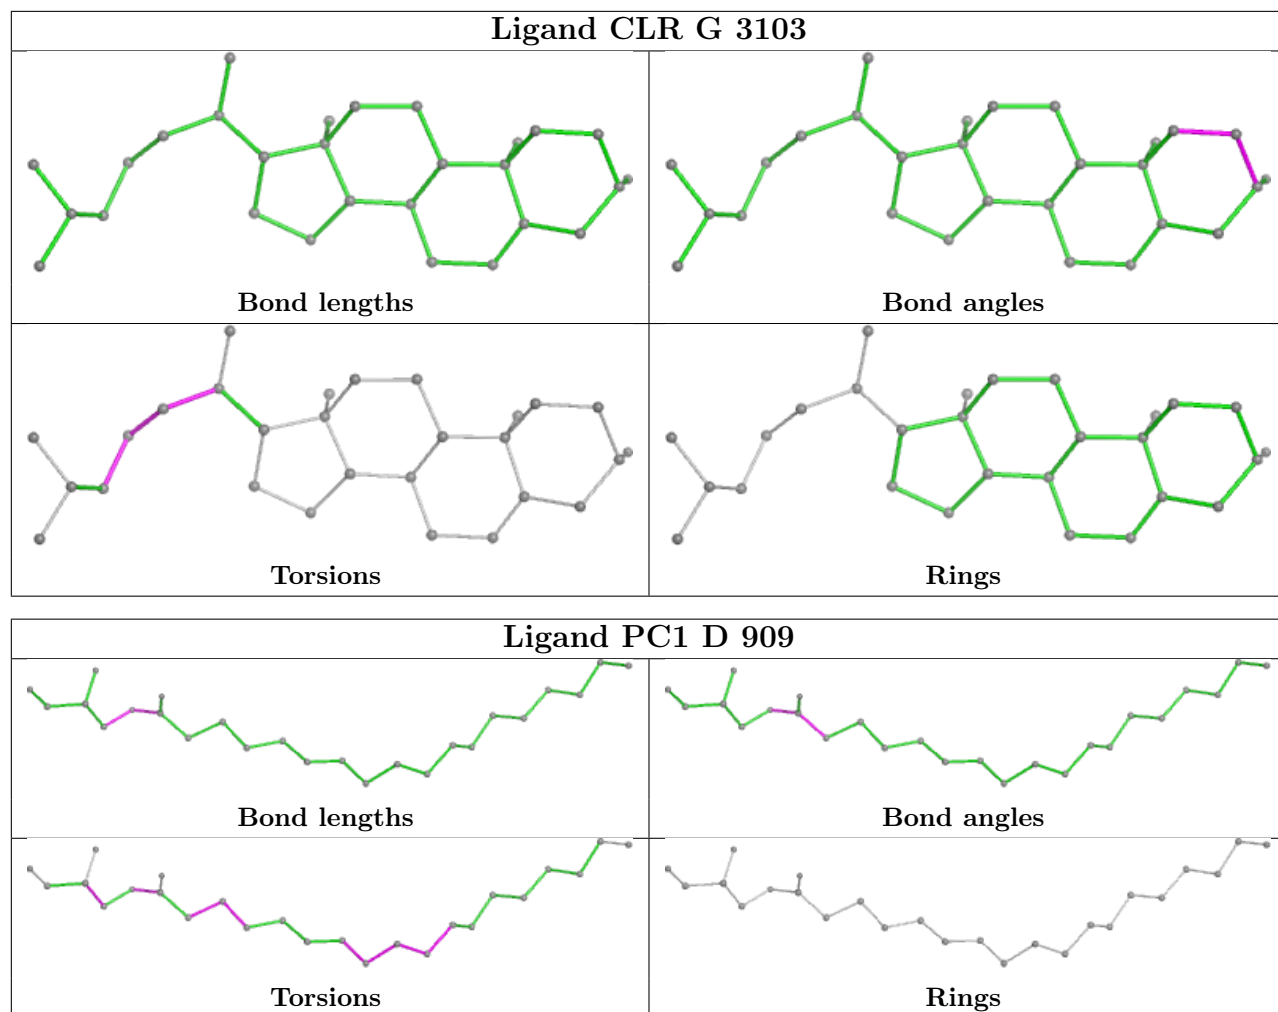 Ligand CLR G 3103
Bond lengths
Bond angles
Torsions
Rings
Ligand PC1 D 909
Bond lengths
Bond angles
Torsions
Rings